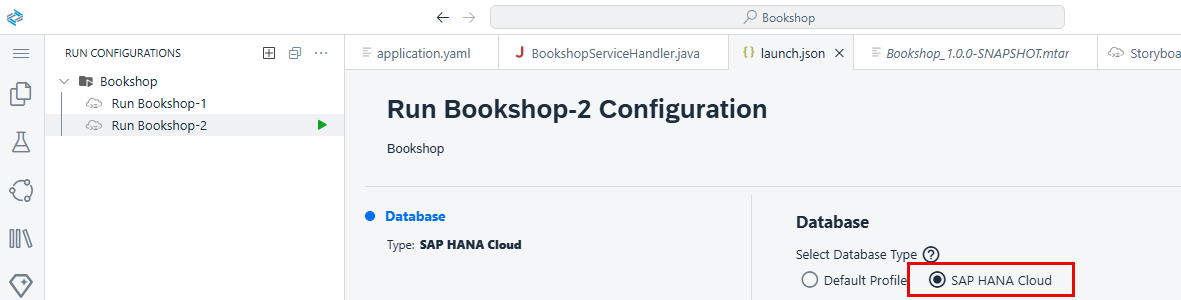 Bookshop
RUN CONFIGURATIONS
Bookshop
Run Bookshop-1
Run Bookshop-2
application.yaml
BookshopServiceHandler.java
launch.json
Bookshop_1.0.0-SNAPSHOT.mtar
Storyboa
Run Bookshop-2 Configuration
Bookshop
Database
Type: SAP HANA Cloud
Database
Select Database Type
Default Profile
SAP HANA Cloud